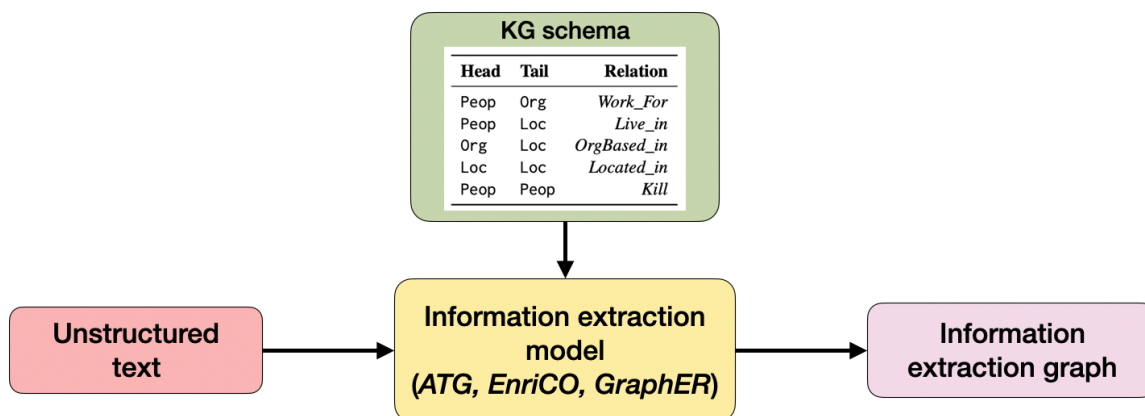 KG schema
Head Tail Relation
Peop Org Work_For
Peop Loc Live_in
Org Loc OrgBased_in
Loc Loc Located_in
Peop Peop Kill
Unstructured
text
Information extraction
model
(ATG, EnriCO, GraphER)
Information
extraction graph